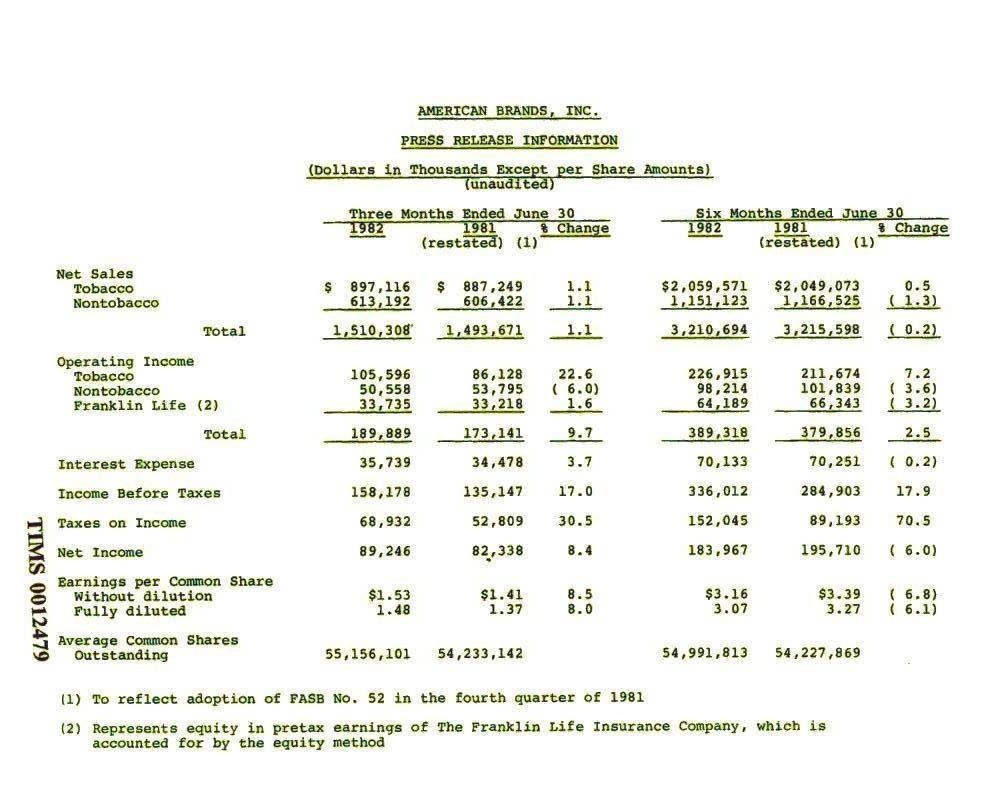 AMERICAN BRANDS, INC.
PRESS RELEASE INFORMATION
(Dollars in Thousands Except per Share Amounts)
(unaudited)
Three Months Ended June 30 Six Months Ended June 30
1982 1981 % Change 1982 1981 % Change
(restated) (1) (restated) (1)
Net Sales
Tobacco $ 897,116 $ 887,249 1.1 $2,059,571 $2,049,073 0.5
Nontobacco 613,192 606,422 1.1 1,151,123 1,166,525 ( 1.3)
Total 1,510,308 1,493,671 1.1 3,210,694 3,215,598 ( 0.2)
Operating Income
Tobacco 105,596 86,128 22.6 226,915 211,674 7.2
Nontobacco 50,558 53,795 ( 6.0) 98,214 101,839 ( 3.6)
Franklin Life (2) 33,735 33,218 1.6 64,189 66,343 ( 3.2)
Total 189,889 173,141 9.7 389,318 379,856 2.5
Interest Expense 35,739 34,478 3.7 70,133 70,251 ( 0.2)
Income Before Taxes 158,178 135,147 17.0 336,012 284,903 17.9
Taxes on Income 68,932 52,809 30.5 152,045 89,193 70.5
Net Income 89,246 82,338 8.4 183,967 195,710 ( 6.0)
Earnings per Common Share
Without dilution $1.53 $1.41 8.5 $3.16 $3.39 ( 6.8)
Fully diluted 1.48 1.37 8.0 3.07 3.27 ( 6.1)
Average Common Shares
Outstanding 55,156,101 54,233,142 54,991,813 54,227,869
(1) To reflect adoption of FASB No. 52 in the fourth quarter of 1981
(2) Represents equity in pretax earnings of The Franklin Life Insurance Company, which is
accounted for by the equity method
TIMS 0012479